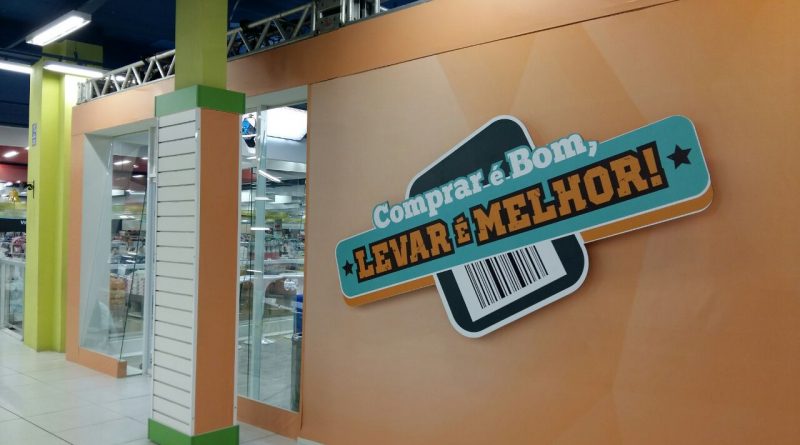 Comprar é Bom,
LEVAR É MELHOR!